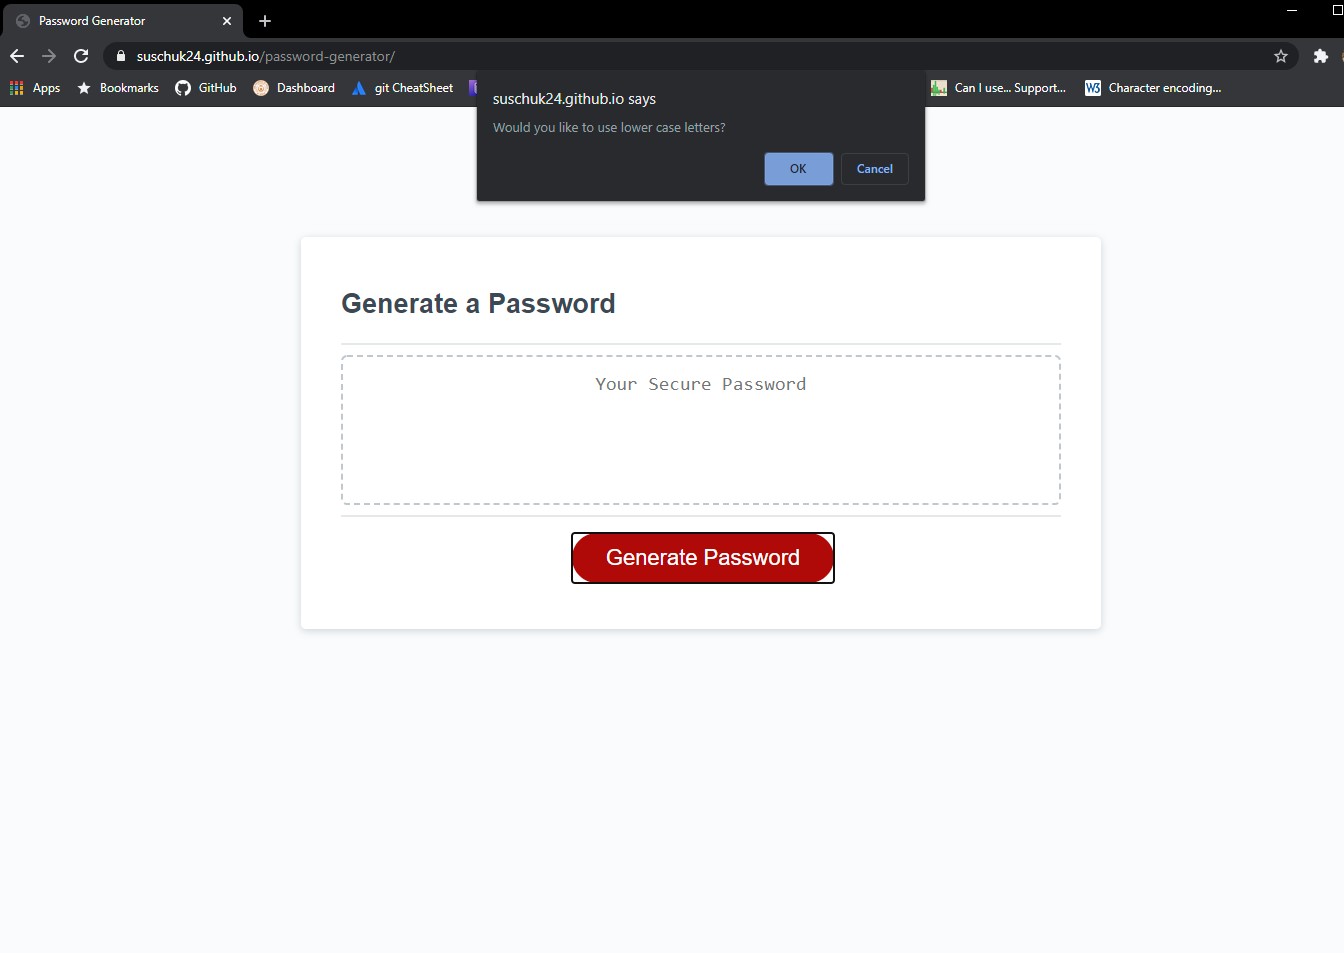 Password Generator
suschuk24.github.io/password-generator/
Apps Bookmarks GitHub Dashboard git CheatSheet Can I use... Support... W3 Character encoding...
suschuk24.github.io says
Would you like to use lower case letters?
OK Cancel
Generate a Password
Your Secure Password
Generate Password